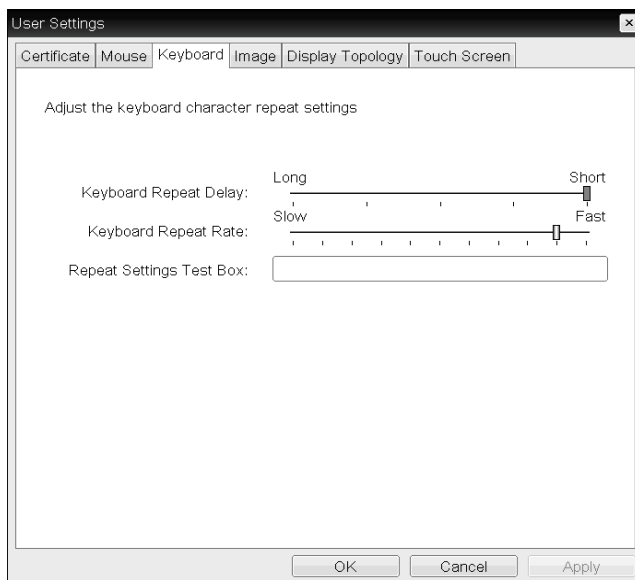 User Settings
Certificate Mouse Keyboard Image Display Topology Touch Screen
Adjust the keyboard character repeat settings
Long Short
Keyboard Repeat Delay:
Slow Fast
Keyboard Repeat Rate:
Repeat Settings Test Box:
OK Cancel Apply